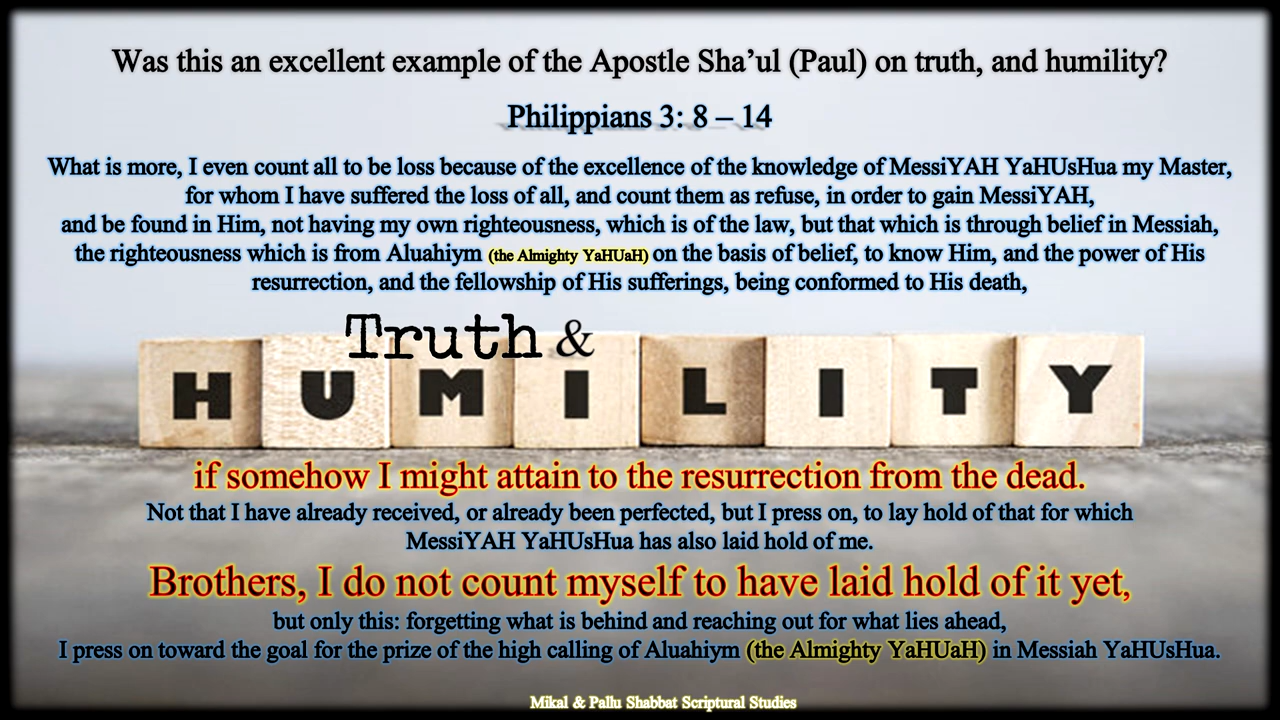 Was this an excellent example of the Apostle Sha’ul (Paul) on truth, and humility?
Philippians 3: 8 – 14
What is more, I even count all to be loss because of the excellence of the knowledge of MessiYAH YaHUsHua my Master,
for whom I have suffered the loss of all, and count them as refuse, in order to gain MessiYAH,
and be found in Him, not having my own righteousness, which is of the law, but that which is through belief in Messiah,
the righteousness which is from Aluahiym (the Almighty YaHUaH) on the basis of belief, to know Him, and the power of His
resurrection, and the fellowship of His sufferings, being conformed to His death,
Truth &
HUMILITY
if somehow I might attain to the resurrection from the dead.
Not that I have already received, or already been perfected, but I press on, to lay hold of that for which
MessiYAH YaHUsHua has also laid hold of me.
Brothers, I do not count myself to have laid hold of it yet,
but only this: forgetting what is behind and reaching out for what lies ahead,
I press on toward the goal for the prize of the high calling of Aluahiym (the Almighty YaHUaH) in Messiah YaHUsHua.
Mikal & Pallu Shabbat Scriptural Studies